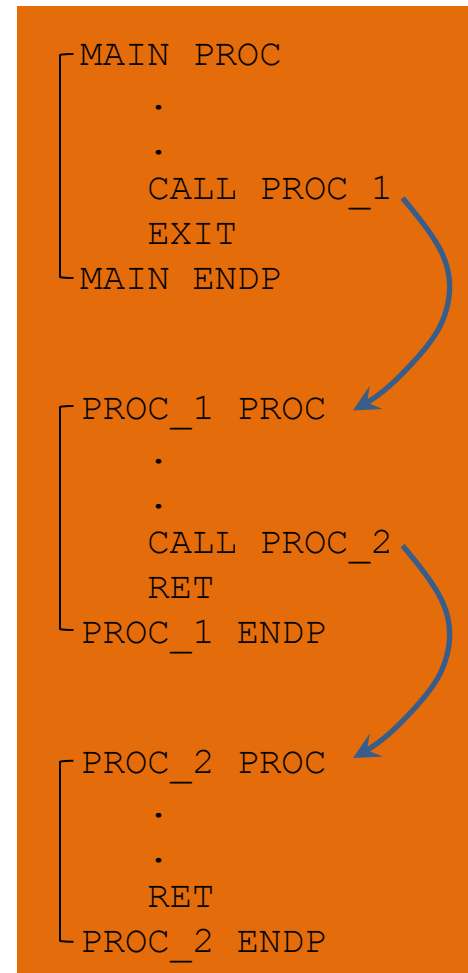 MAIN PROC
.
.
CALL PROC_1
EXIT
MAIN ENDP
PROC_1 PROC
.
.
CALL PROC_2
RET
PROC_1 ENDP
PROC_2 PROC
.
.
RET
PROC_2 ENDP